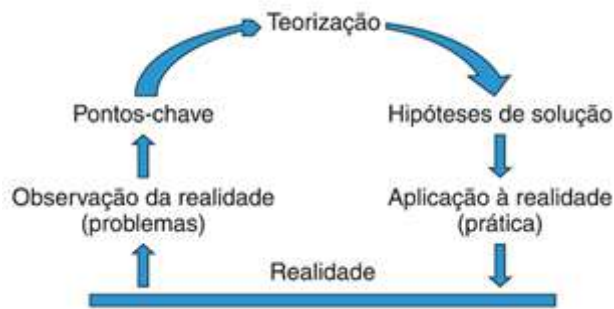 Teorização
Pontos-chave
Hipóteses de solução
Observação da realidade
(problemas)
Aplicação à realidade
(prática)
Realidade